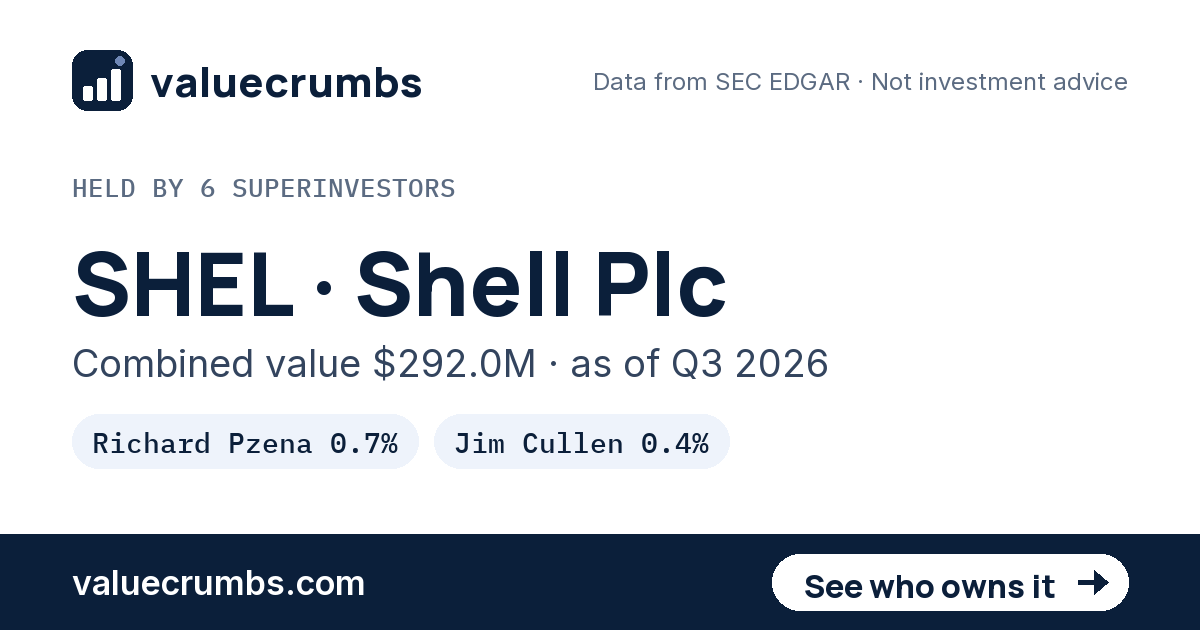 valuecrumbs
Data from SEC EDGAR · Not investment advice
HELD BY 6 SUPERINVESTORS
SHEL · Shell Plc
Combined value $292.0M · as of Q3 2026
Richard Pzena 0.7%
Jim Cullen 0.4%
valuecrumbs.com
See who owns it →